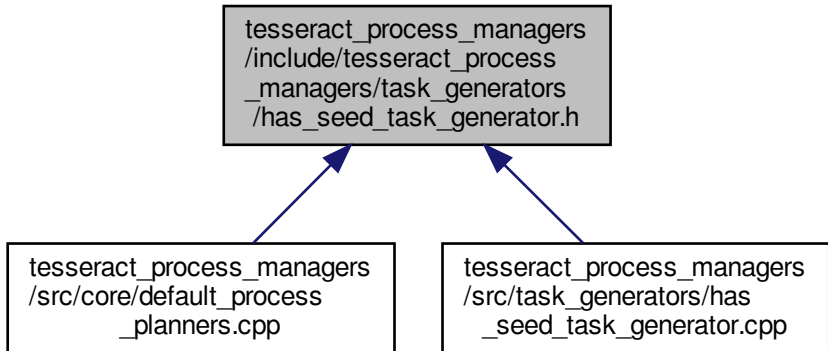 tesseract_process_managers
/include/tesseract_process
_managers/task_generators
/has_seed_task_generator.h
tesseract_process_managers
/src/core/default_process
_planners.cpp
tesseract_process_managers
/src/task_generators/has
_seed_task_generator.cpp